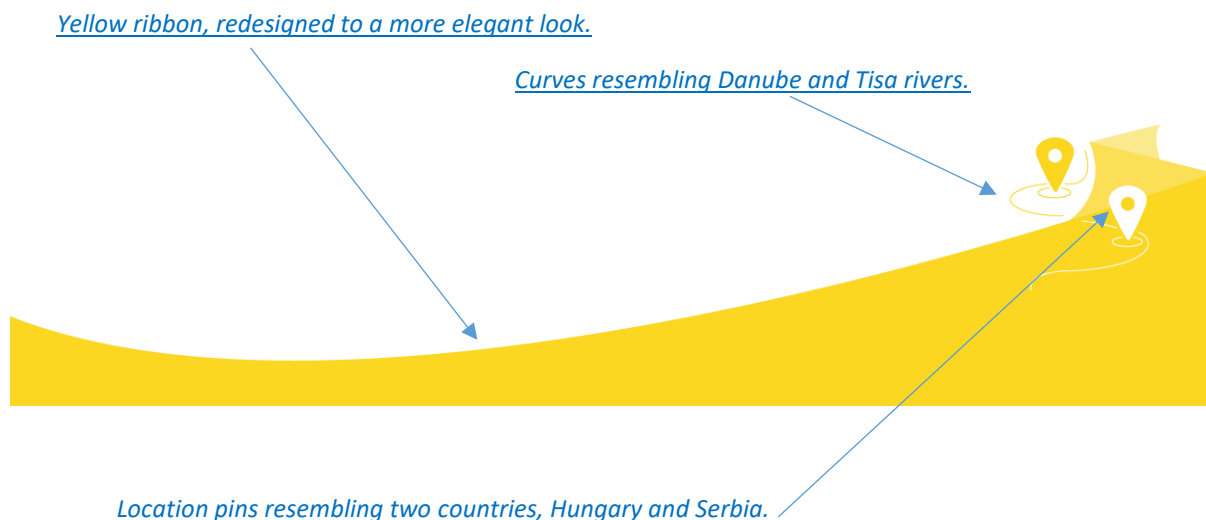 Yellow ribbon, redesigned to a more elegant look.
Curves resembling Danube and Tisa rivers.
Location pins resembling two countries, Hungary and Serbia.